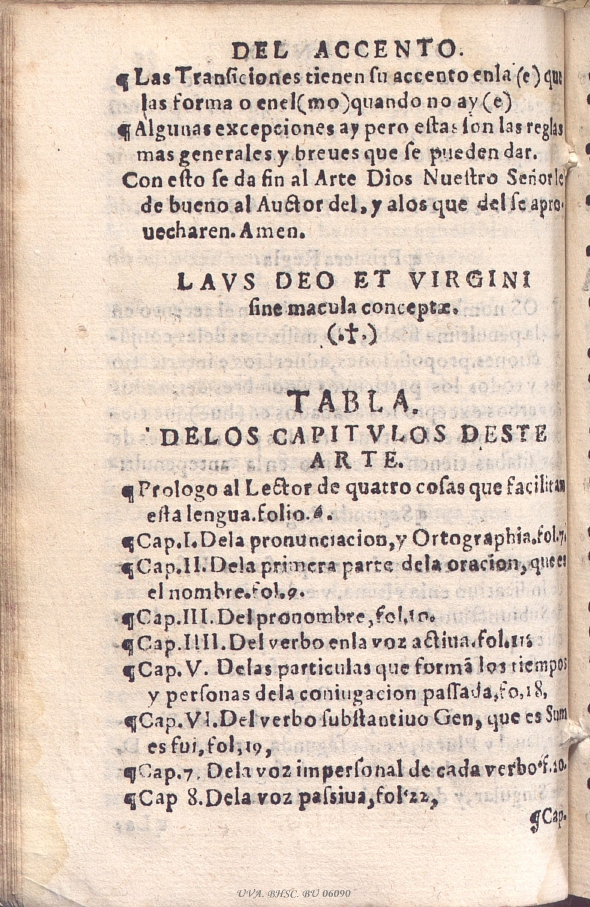 DEL ACCENTO.
¶ Las Transiciones tienen su accento enla (e) que
las forma o enel (mo) quando no ay (e)
¶ Algunas excepciones ay pero estas son las reglas
mas generales y breues que se pueden dar.
Con esto se da fin al Arte Dios Nuestro Señor le
de bueno al Auctor del, y alos que del se apro-
uecharen. Amen.
LAVS DEO ET VIRGINI
sine macula conceptæ.
(.†.)
TABLA.
DELOS CAPITVLOS DESTE
ARTE.
¶ Prologo al Lector de quatro cosas que facilitan
esta lengua. folio.
¶ Cap. I. Dela pronunciacion, y Ortographia. fol. 7.
¶ Cap. II. Dela primera parte dela oracion, que es
el nombre. fol. 9.
¶ Cap. III. Del pronombre, fol, 10.
¶ Cap. IIII. Del verbo enla voz actiua. fol. 11.
¶ Cap. V. Delas particulas que formã los tiempos
y personas dela coniugacion passada, fo, 18,
¶ Cap. VI. Del verbo substantiuo Gen, que es Sum
es fui, fol, 19,
¶ Cap. 7. Dela voz impersonal de cada verbo f. 20.
¶ Cap 8. Dela voz passiua, fol 22,
¶ Cap.
UVA. BHSC. BU 06090